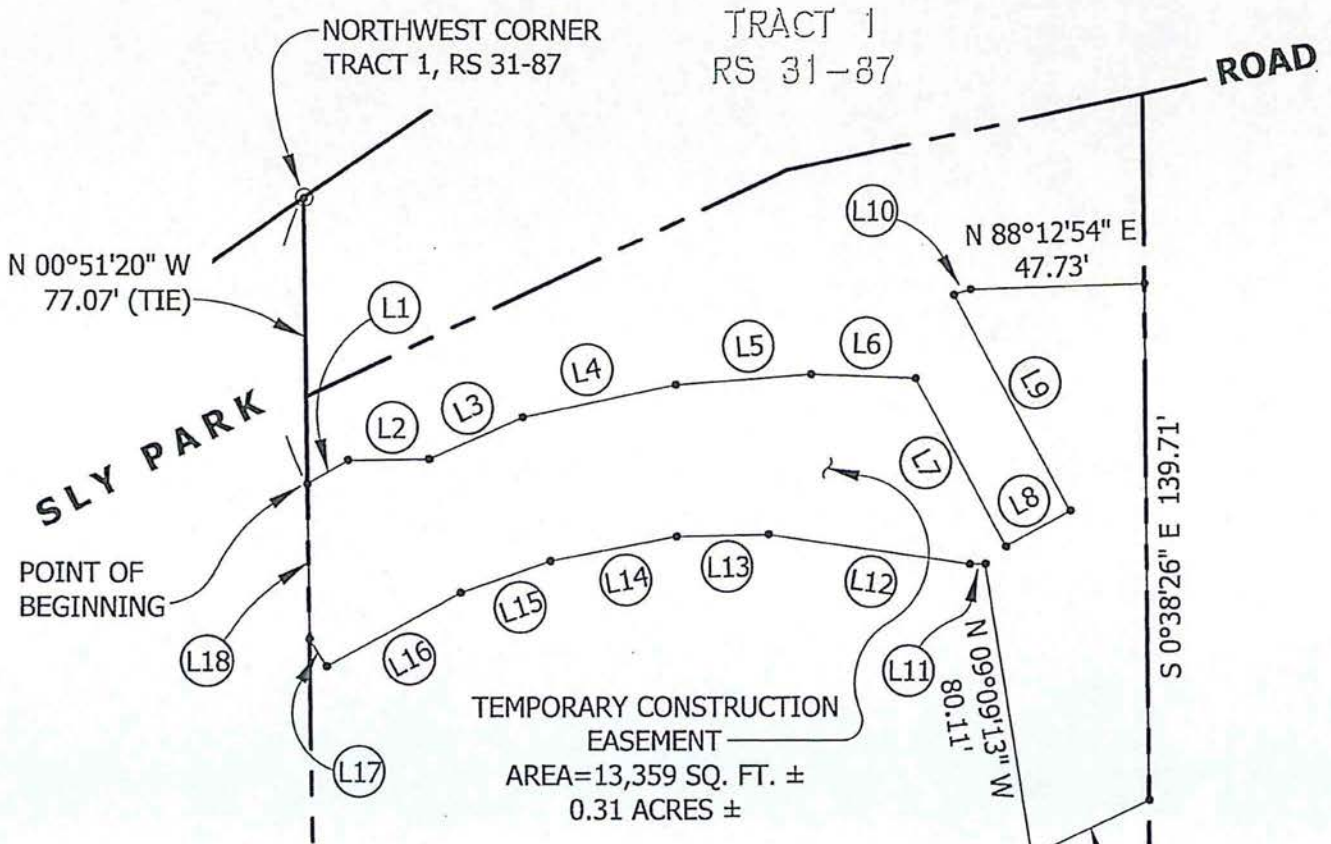 TRACT 1
RS 31-87
NORTHWEST CORNER
TRACT 1, RS 31-87
ROAD
N 00°51'20" W
77.07' (TIE)
L10
N 88°12'54" E
47.73'
L1
L5
L6
L4
L9
L2
L3
SLY PARK
L7
L8
S 0°38'26" E 139.71'
POINT OF
BEGINNING
L13
L12
L14
L15
L18
L16
L11
N 09°09'13" W
80.11'
L17
TEMPORARY CONSTRUCTION
EASEMENT
AREA=13,359 SQ. FT. ±
0.31 ACRES ±